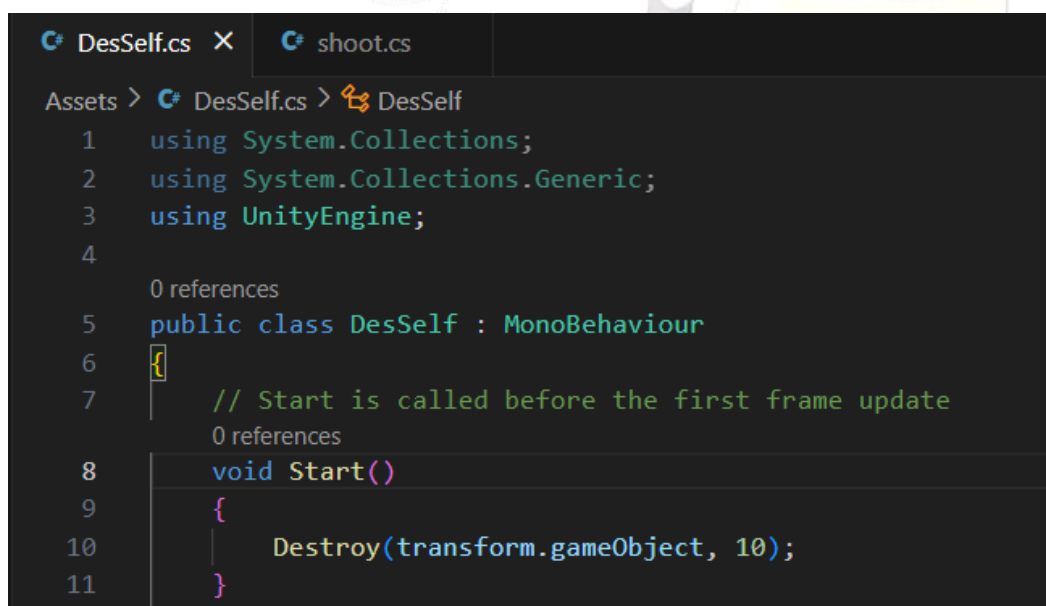 DesSelf.cs X shoot.cs
Assets > DesSelf.cs > DesSelf
1 using System.Collections;
2 using System.Collections.Generic;
3 using UnityEngine;
4
0 references
5 public class DesSelf : MonoBehaviour
6 {
7 // Start is called before the first frame update
0 references
8 void Start()
9 {
10 Destroy(transform.gameObject, 10);
11 }